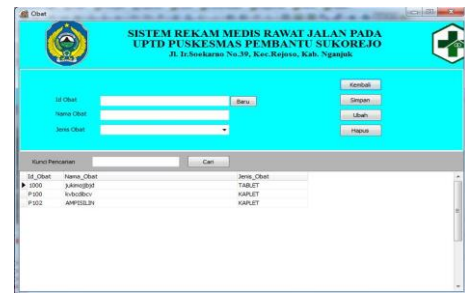 Obat
SISTEM REKAM MEDIS RAWAT JALAN PADA
UPTD PUSKESMAS PEMBANTU SUKOREJO
Jl. Ir.Soekarno No.39, Kec.Rejoso, Kab. Nganjuk
Kembali
Id Obat Baru Simpan
Nama Obat Ubah
Jenis Obat Hapus
Kunci Pencarian Cari
Id_Obat Nama_Obat Jenis_Obat
1000 TABLET
P100 KAPLET
P102 AMPISILIN KAPLET